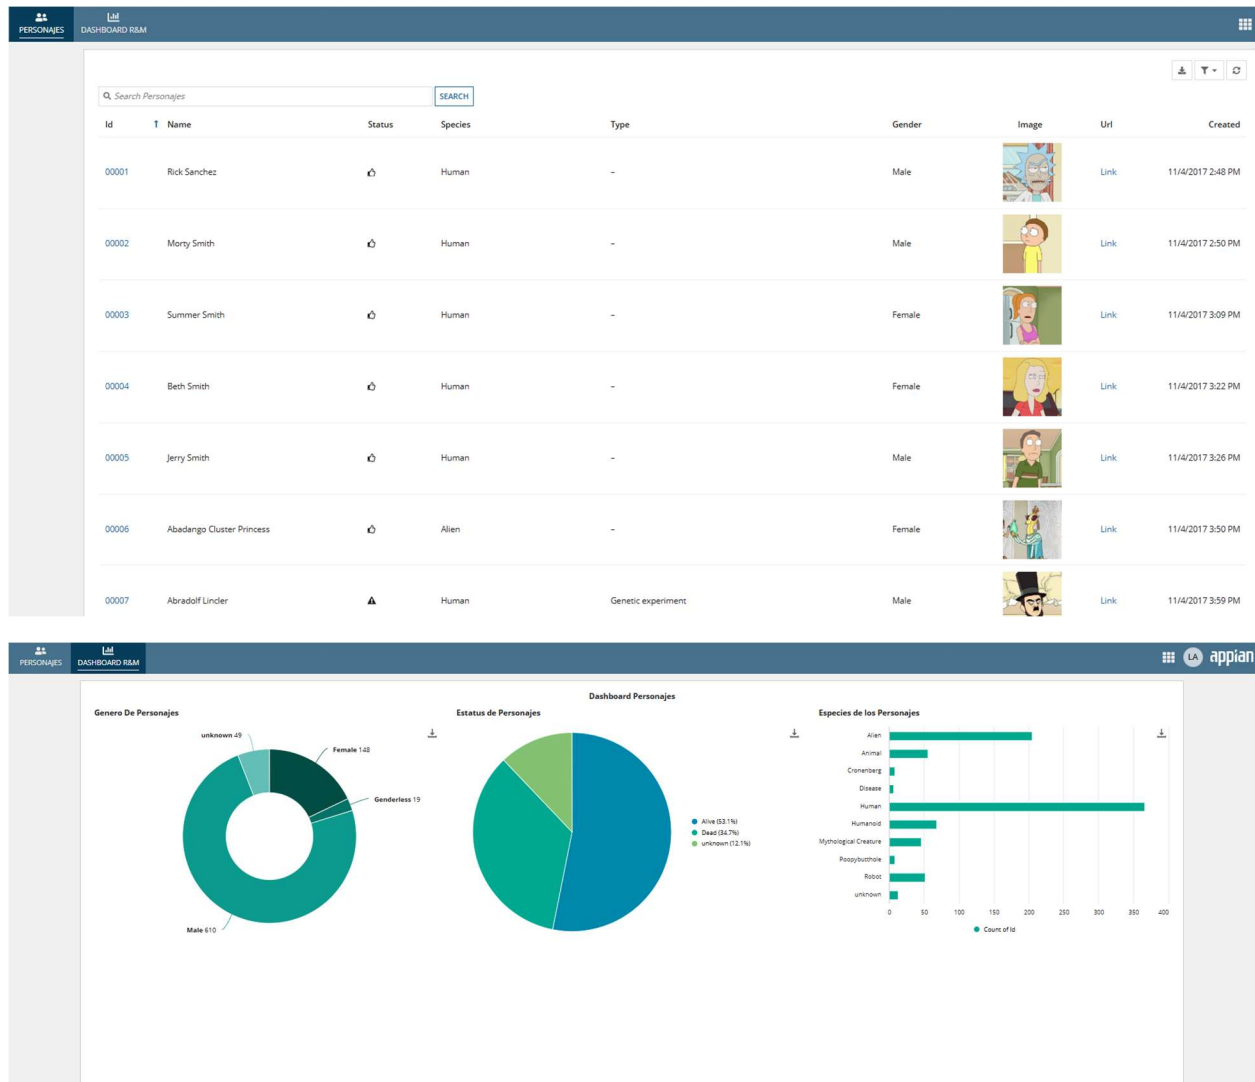 PERSONAJES DASHBOARD R&M
Search Personajes SEARCH
Id Name Status Species Type Gender Image Url Created
00001 Rick Sanchez Human – Male Link 11/4/2017 2:48 PM
00002 Morty Smith Human – Male Link 11/4/2017 2:50 PM
00003 Summer Smith Human – Female Link 11/4/2017 3:09 PM
00004 Beth Smith Human – Female Link 11/4/2017 3:22 PM
00005 Jerry Smith Human – Male Link 11/4/2017 3:26 PM
00006 Abadango Cluster Princess Alien – Female Link 11/4/2017 3:50 PM
00007 Abradolf Lincler Human Genetic experiment Male Link 11/4/2017 3:59 PM
PERSONAJES DASHBOARD R&M LA appian
Dashboard Personajes
Genero De Personajes
unknown 49
Female 148
Genderless 19
Male 610
Estatus de Personajes
Alive (53.1%)
Dead (34.7%)
unknown (12.1%)
Especies de los Personajes
Alien
Animal
Cronenberg
Disease
Human
Humanoid
Mythological Creature
Poopybutthole
Robot
unknown
0 50 100 150 200 250 300 350 400
Count of Id